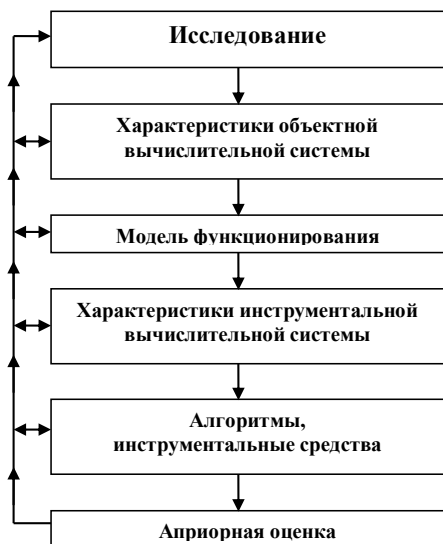 Исследование
Характеристики объектной
вычислительной системы
Модель функционирования
Характеристики инструментальной
вычислительной системы
Алгоритмы,
инструментальные средства
Априорная оценка